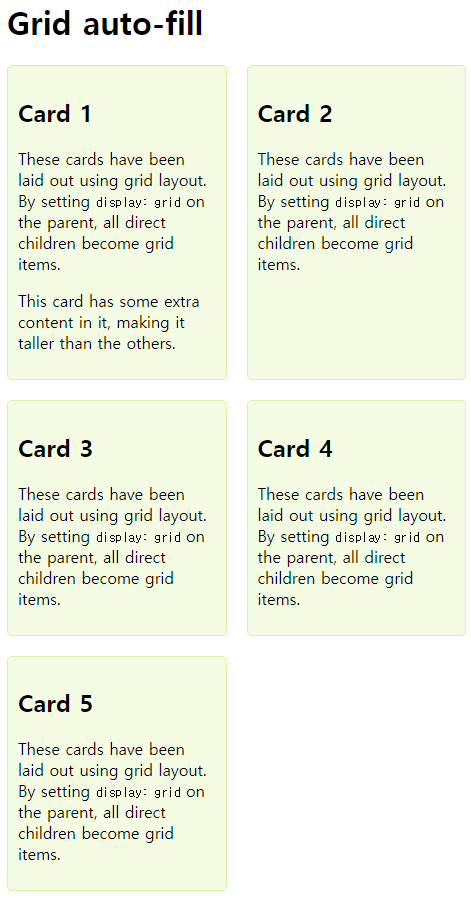 Grid auto-fill
Card 1
These cards have been
laid out using grid layout.
By setting display: grid on
the parent, all direct
children become grid
items.
This card has some extra
content in it, making it
taller than the others.
Card 2
These cards have been
laid out using grid layout.
By setting display: grid on
the parent, all direct
children become grid
items.
Card 3
These cards have been
laid out using grid layout.
By setting display: grid on
the parent, all direct
children become grid
items.
Card 4
These cards have been
laid out using grid layout.
By setting display: grid on
the parent, all direct
children become grid
items.
Card 5
These cards have been
laid out using grid layout.
By setting display: grid on
the parent, all direct
children become grid
items.